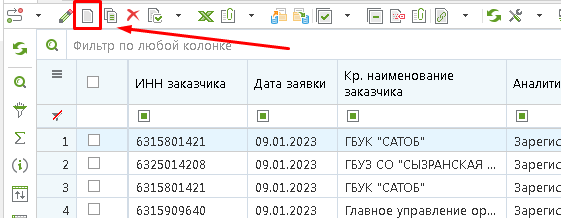 Фильтр по любой колонке
ИНН заказчика Дата заявки Кр. наименование заказчика Аналити
1 6315801421 09.01.2023 ГБУК "САТОБ" Зарегис
2 6325014208 09.01.2023 ГБУЗ СО "СЫЗРАНСКАЯ ... Зарегис
3 6315801421 09.01.2023 ГБУК "САТОБ" Зарегис
4 6315909640 09.01.2023 Главное управление ор... Зарегис